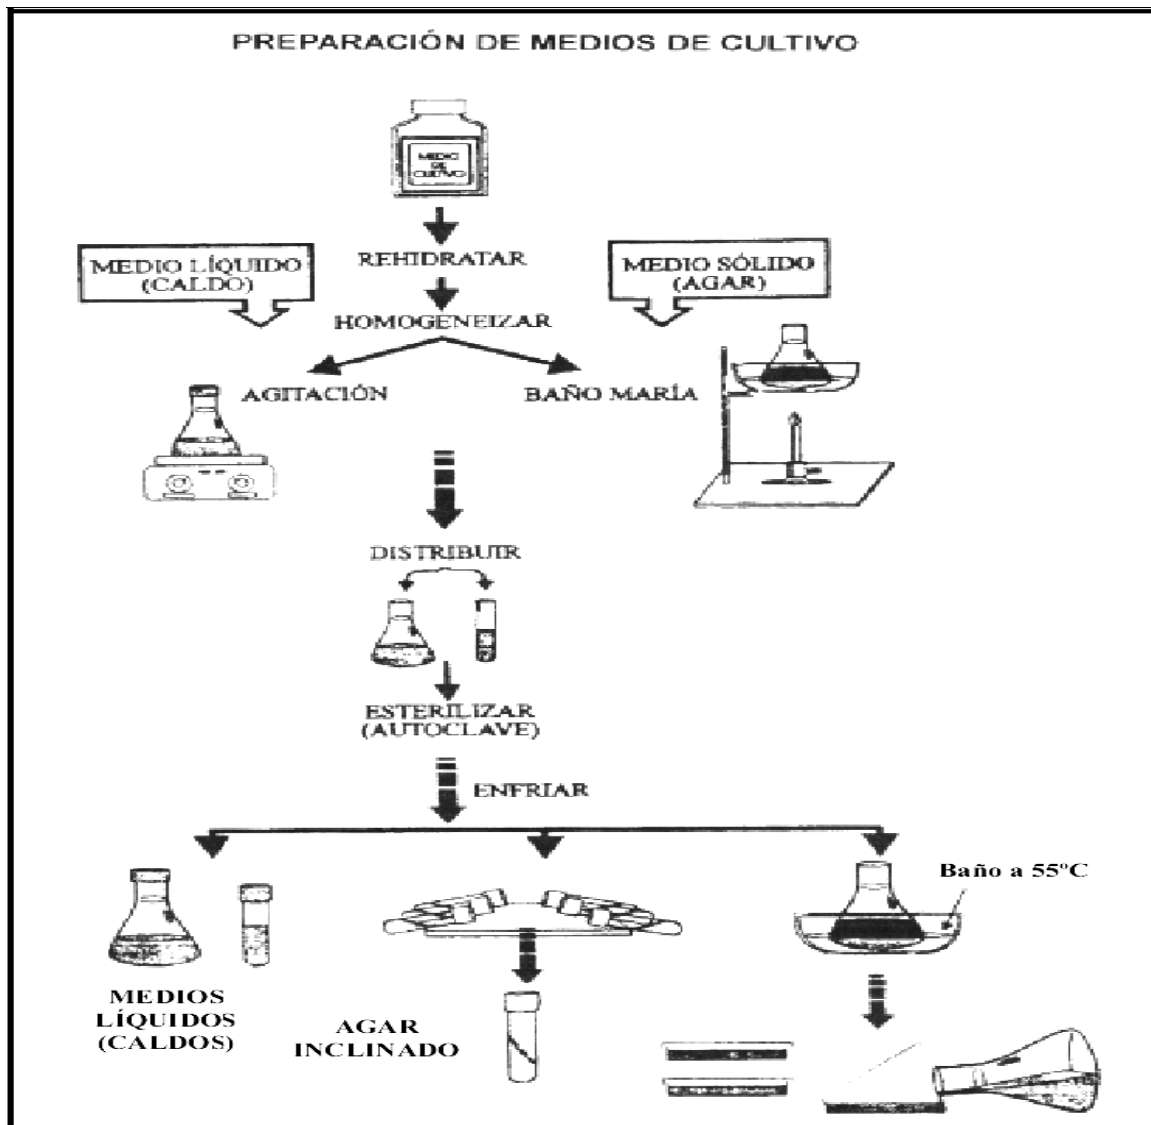 PREPARACIÓN DE MEDIOS DE CULTIVO
MEDIO
DE
CULTIVO
REHIDRATAR
MEDIO LÍQUIDO
(CALDO)
MEDIO SÓLIDO
(AGAR)
HOMOGENEIZAR
AGITACIÓN
BAÑO MARÍA
DISTRIBUIR
ESTERILIZAR
(AUTOCLAVE)
ENFRIAR
Baño a 55ºC
MEDIOS
LÍQUIDOS
(CALDOS)
AGAR
INCLINADO